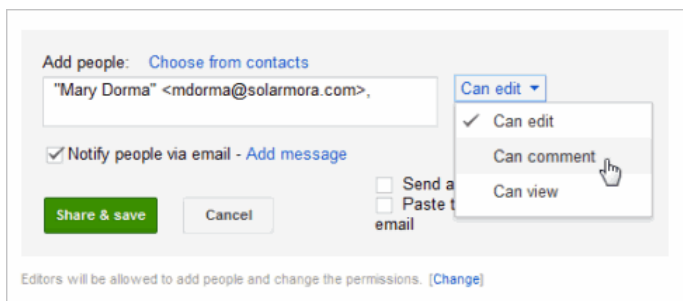 Add people: Choose from contacts
"Mary Dorma" <mdorma@solarmora.com>,
Can edit
Can edit
Can comment
Can view
Notify people via email - Add message
Send a
Paste t
email
Share & save
Cancel
Editors will be allowed to add people and change the permissions. [Change]